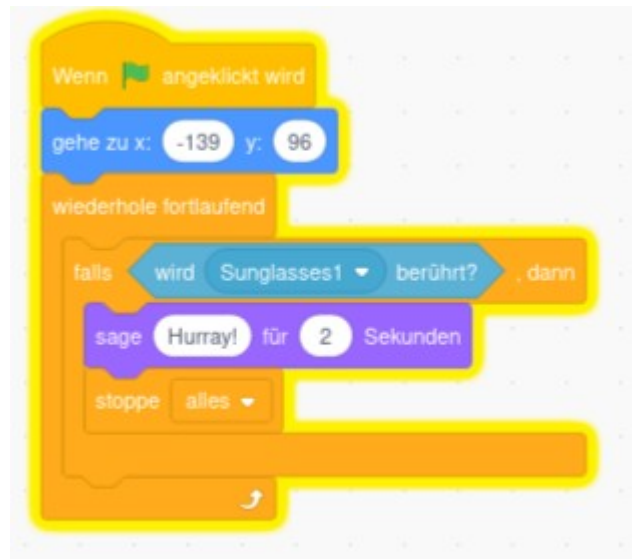 Wenn angeklickt wird
gehe zu x: -139 y: 96
wiederhole fortlaufend
falls wird Sunglasses1 berührt? , dann
sage Hurray! für 2 Sekunden
stoppe alles